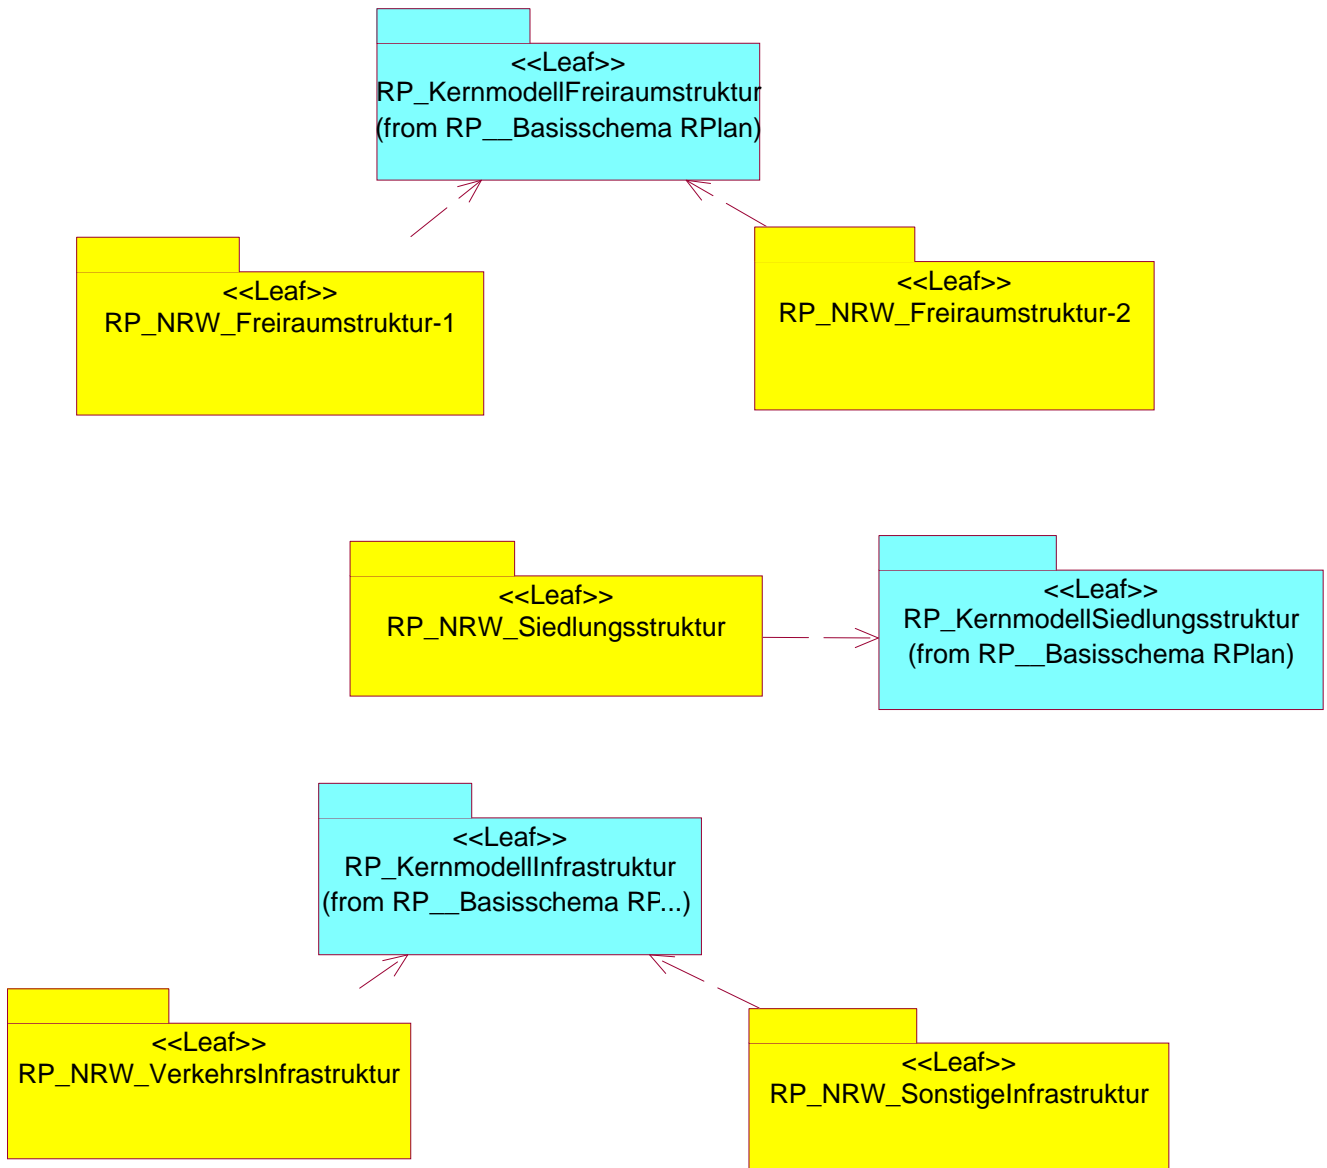 <<Leaf>>
RP_KernmodellFreiraumstruktur
(from RP__Basisschema RPlan)
<<Leaf>>
RP_NRW_Freiraumstruktur-1
<<Leaf>>
RP_NRW_Freiraumstruktur-2
<<Leaf>>
RP_NRW_Siedlungsstruktur
<<Leaf>>
RP_KernmodellSiedlungsstruktur
(from RP__Basisschema RPlan)
<<Leaf>>
RP_KernmodellInfrastruktur
(from RP__Basisschema RP...)
<<Leaf>>
RP_NRW_VerkehrsInfrastruktur
<<Leaf>>
RP_NRW_SonstigeInfrastruktur